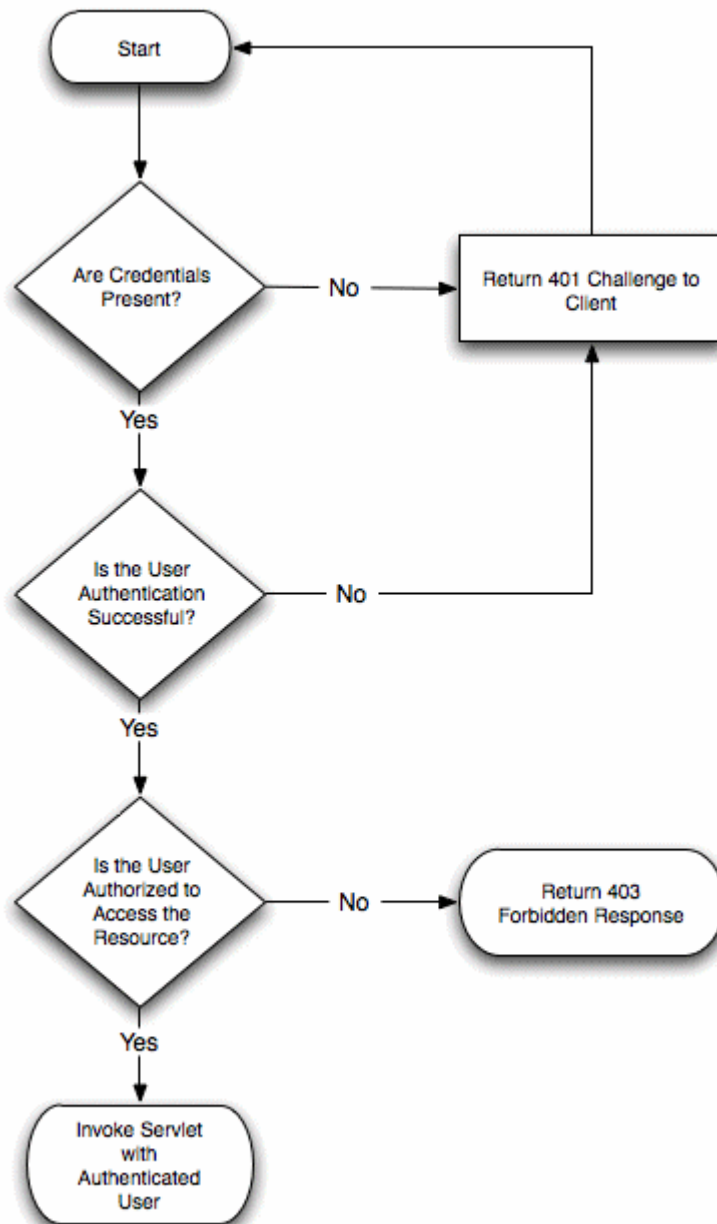 Start
Are Credentials
Present?
No
Return 401 Challenge to
Client
Yes
Is the User
Authentication
Successful?
No
Yes
Is the User
Authorized to
Access the
Resource?
No
Return 403
Forbidden Response
Yes
Invoke Servlet
with
Authenticated
User